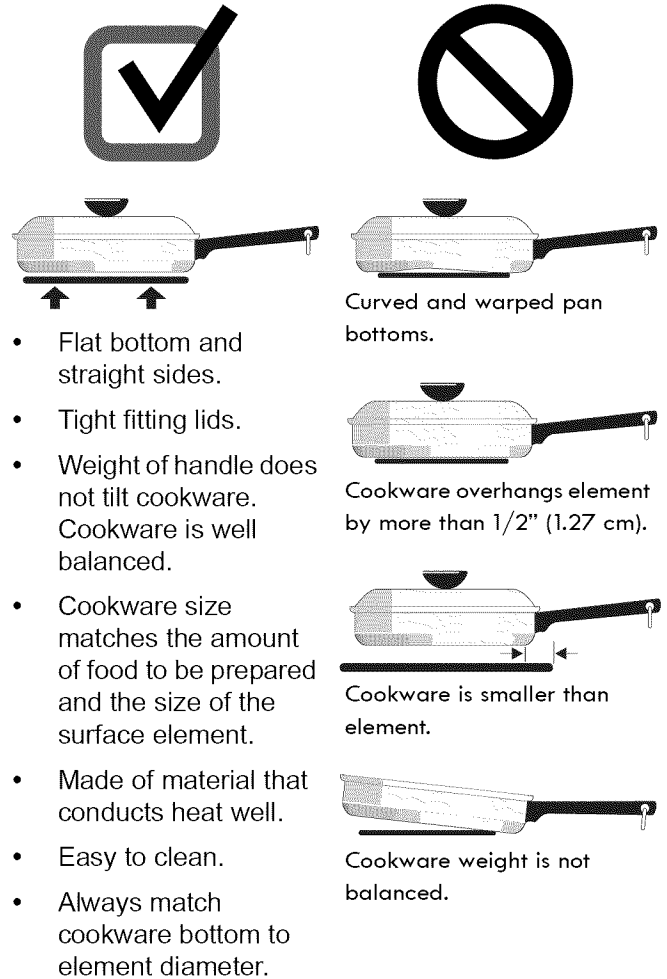 • Flat bottom and
straight sides.
• Tight fitting lids.
• Weight of handle does
not tilt cookware.
Cookware is well
balanced.
• Cookware size
matches the amount
of food to be prepared
and the size of the
surface element.
• Made of material that
conducts heat well.
• Easy to clean.
• Always match
cookware bottom to
element diameter.
Curved and warped pan
bottoms.
Cookware overhangs element
by more than 1/2” (1.27 cm).
Cookware is smaller than
element.
Cookware weight is not
balanced.